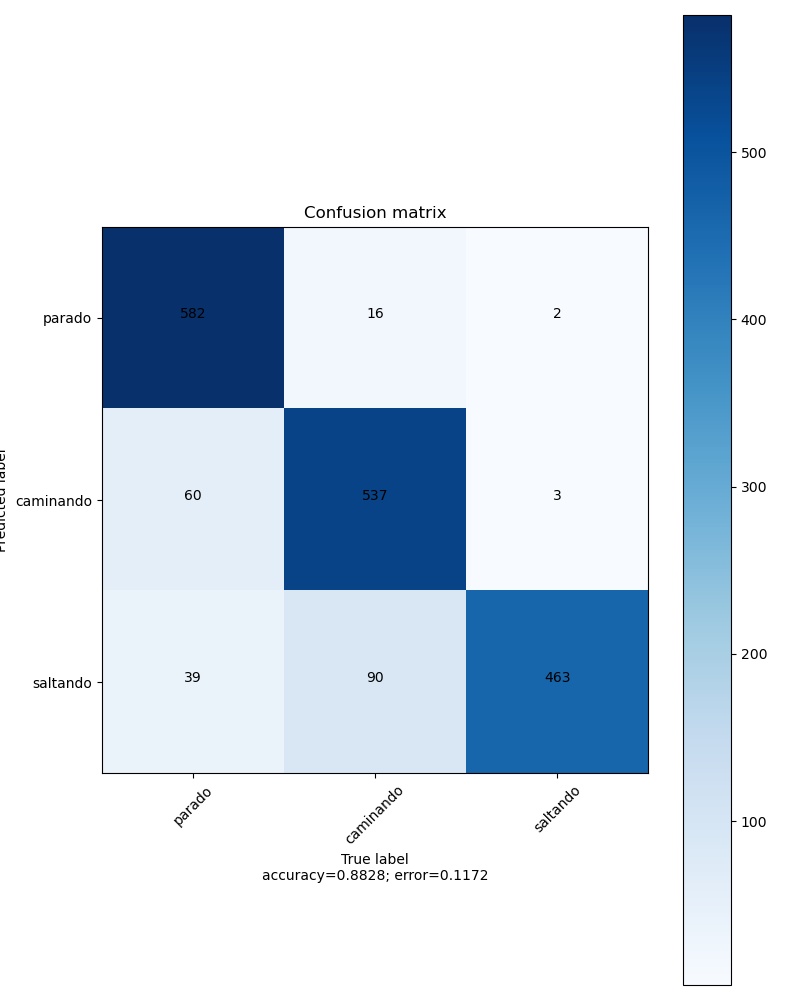 Confusion matrix
parado
582
16
2
caminando
60
537
3
saltando
39
90
463
parado
caminando
saltando
True label
accuracy=0.8828; error=0.1172
Predicted label
500
400
300
200
100